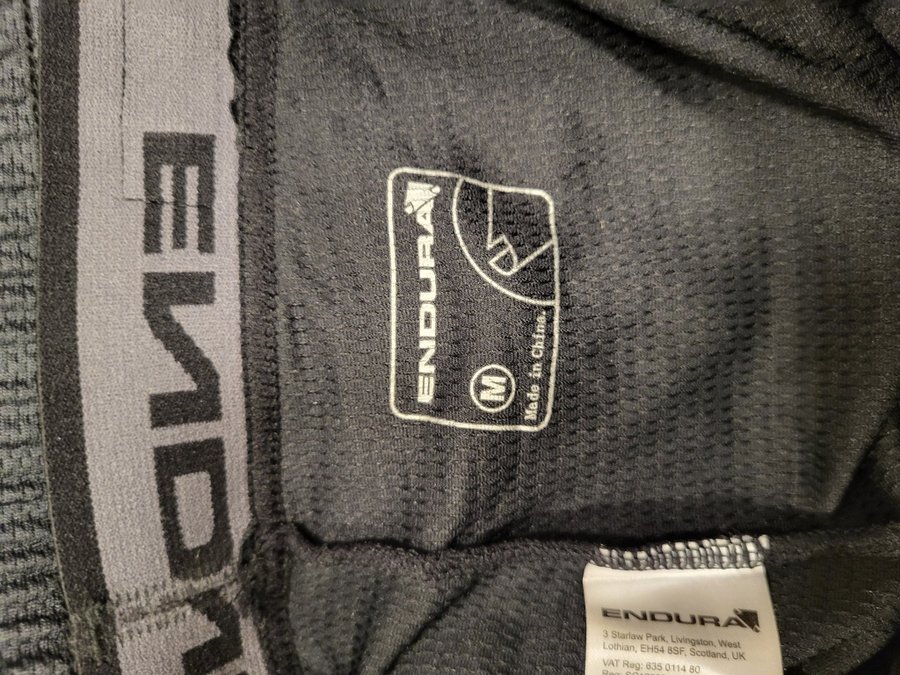 ENDU
ENDURA
M
Made in China.
ENDURA
3 Starlaw Park, Livingston, West
Lothian, EH54 8SF, Scotland, UK
VAT Reg: 635 0114 80